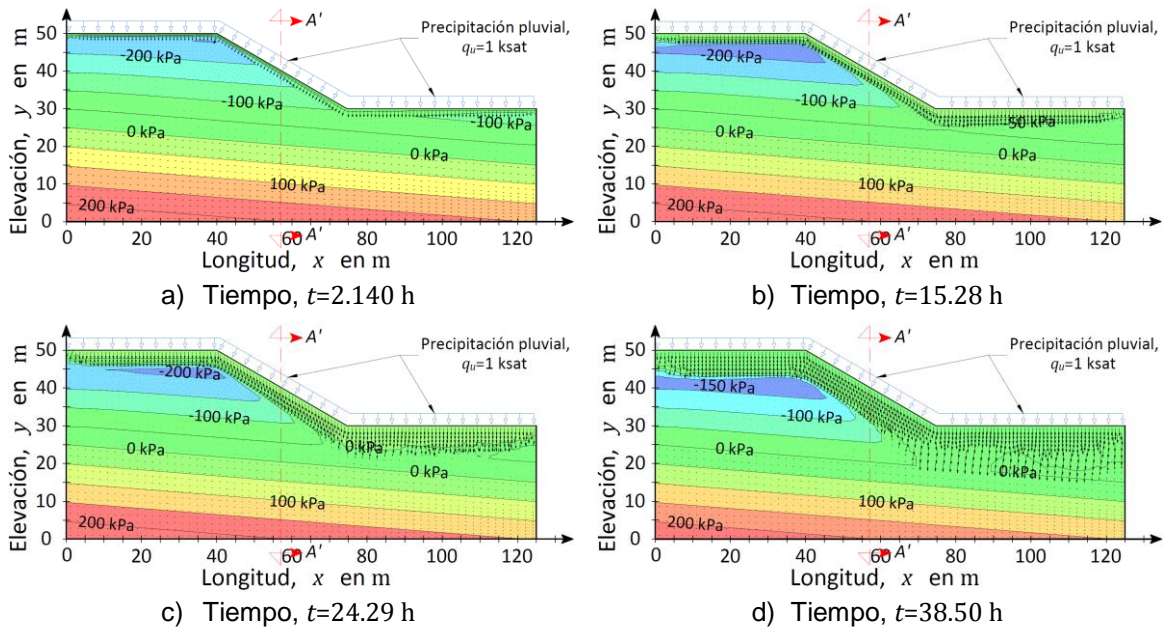 Elevación, y en m
50
40
30
20
10
0
-200 kPa
-100 kPa
-100 kPa
0 kPa
0 kPa
100 kPa
200 kPa
A'
Precipitación pluvial,
qu=1 ksat
0 20 40 60 80 100 120
A'
Longitud, x en m
a) Tiempo, t=2.140 h
Elevación, y en m
50
40
30
20
10
0
-200 kPa
-100 kPa
-50 kPa
0 kPa
0 kPa
100 kPa
200 kPa
A'
Precipitación pluvial,
qu=1 ksat
0 20 40 60 80 100 120
A'
Longitud, x en m
b) Tiempo, t=15.28 h
Elevación, y en m
50
40
30
20
10
0
-200 kPa
-100 kPa
0 kPa
0 kPa
0 kPa
100 kPa
200 kPa
A'
Precipitación pluvial,
qu=1 ksat
0 20 40 60 80 100 120
A'
Longitud, x en m
c) Tiempo, t=24.29 h
Elevación, y en m
50
40
30
20
10
0
-150 kPa
-100 kPa
0 kPa
0 kPa
100 kPa
200 kPa
A'
Precipitación pluvial,
qu=1 ksat
0 20 40 60 80 100 120
A'
Longitud, x en m
d) Tiempo, t=38.50 h